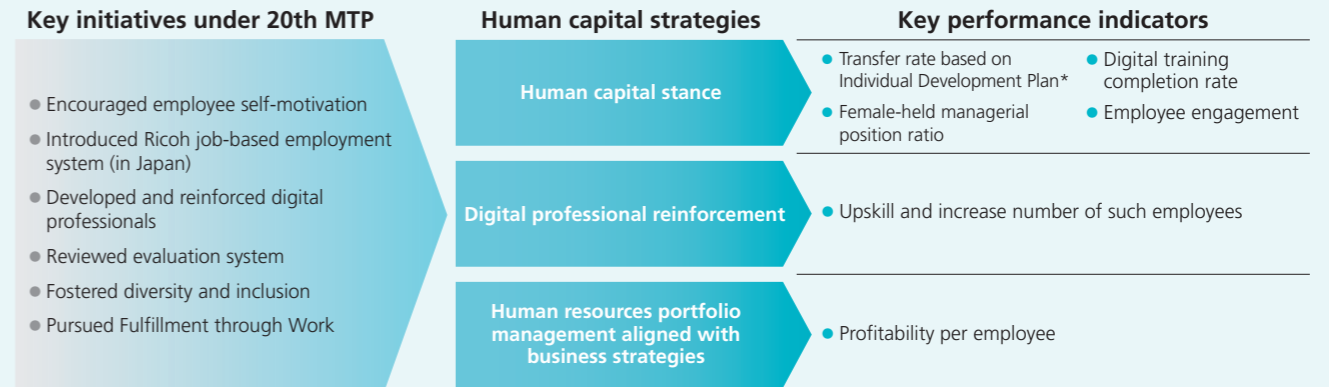 Key initiatives under 20th MTP
Encouraged employee self-motivation
Introduced Ricoh job-based employment
system (in Japan)
Developed and reinforced digital
professionals
Reviewed evaluation system
Fostered diversity and inclusion
Pursued Fulfillment through Work
Human capital strategies
Human capital stance
Digital professional reinforcement
Human resources portfolio
management aligned with
business strategies
Key performance indicators
Transfer rate based on
Individual Development Plan*
Female-held managerial
position ratio
Digital training
completion rate
Employee engagement
Upskill and increase number of such employees
Profitability per employee